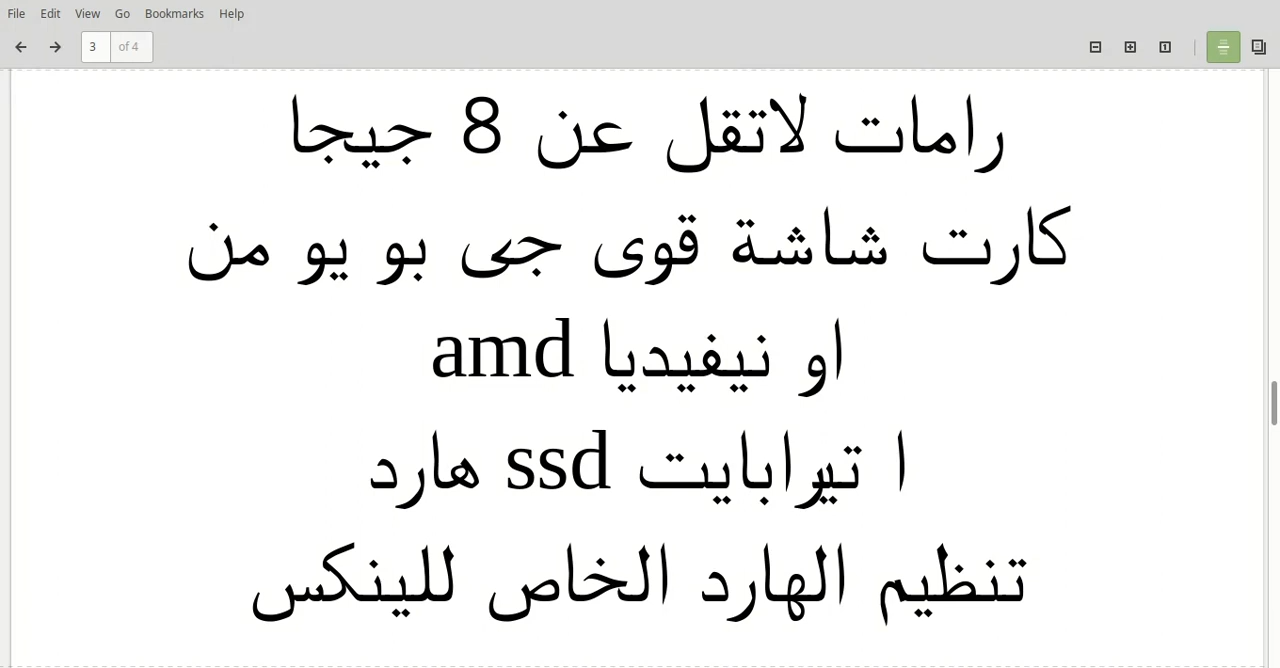 File Edit View Go Bookmarks Help
3 of 4
رامات لاتقل عن 8 جيجا
كارت شاشة قوى جى بو يو من
او نيفيديا amd
ا تيرابايت ssd هارد
تنظيم الهارد الخاص للينكس